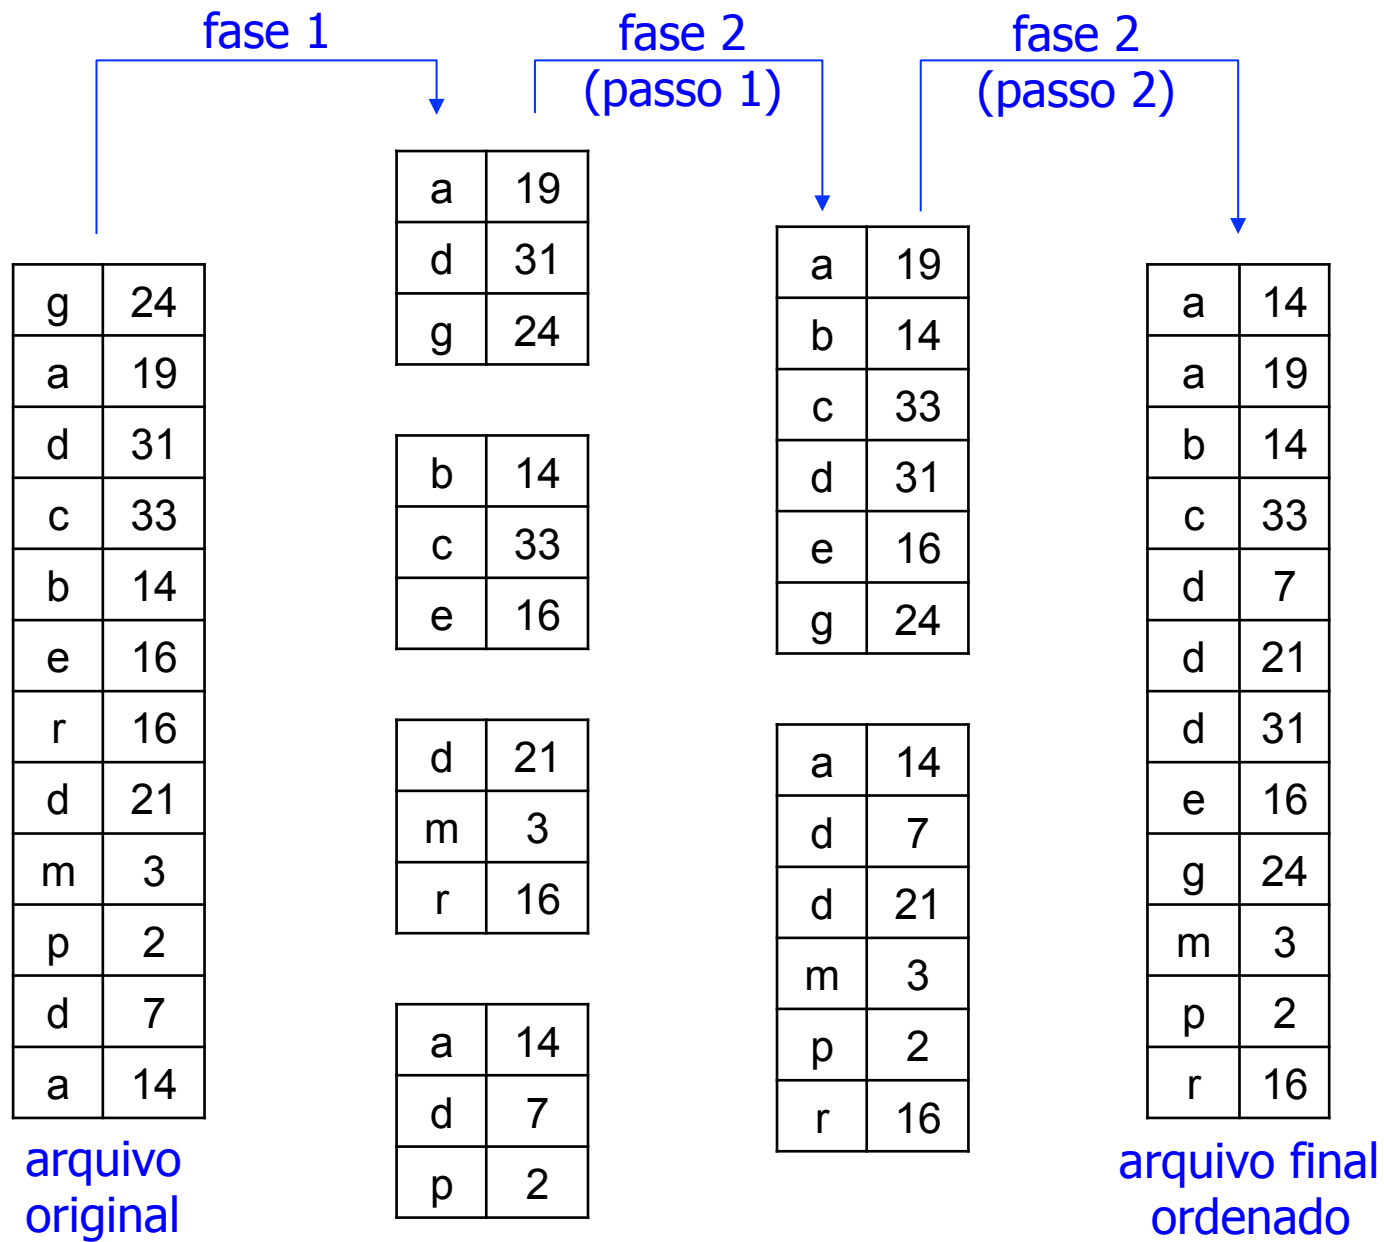 fase 1
fase 2
(passo 1)
fase 2
(passo 2)
g 24
a 19
d 31
c 33
b 14
e 16
r 16
d 21
m 3
p 2
d 7
a 14
arquivo
original
a 19
d 31
g 24
b 14
c 33
e 16
d 21
m 3
r 16
a 14
d 7
p 2
a 19
b 14
c 33
d 31
e 16
g 24
a 14
d 7
d 21
m 3
p 2
r 16
a 14
a 19
b 14
c 33
d 7
d 21
d 31
e 16
g 24
m 3
p 2
r 16
arquivo final
ordenado